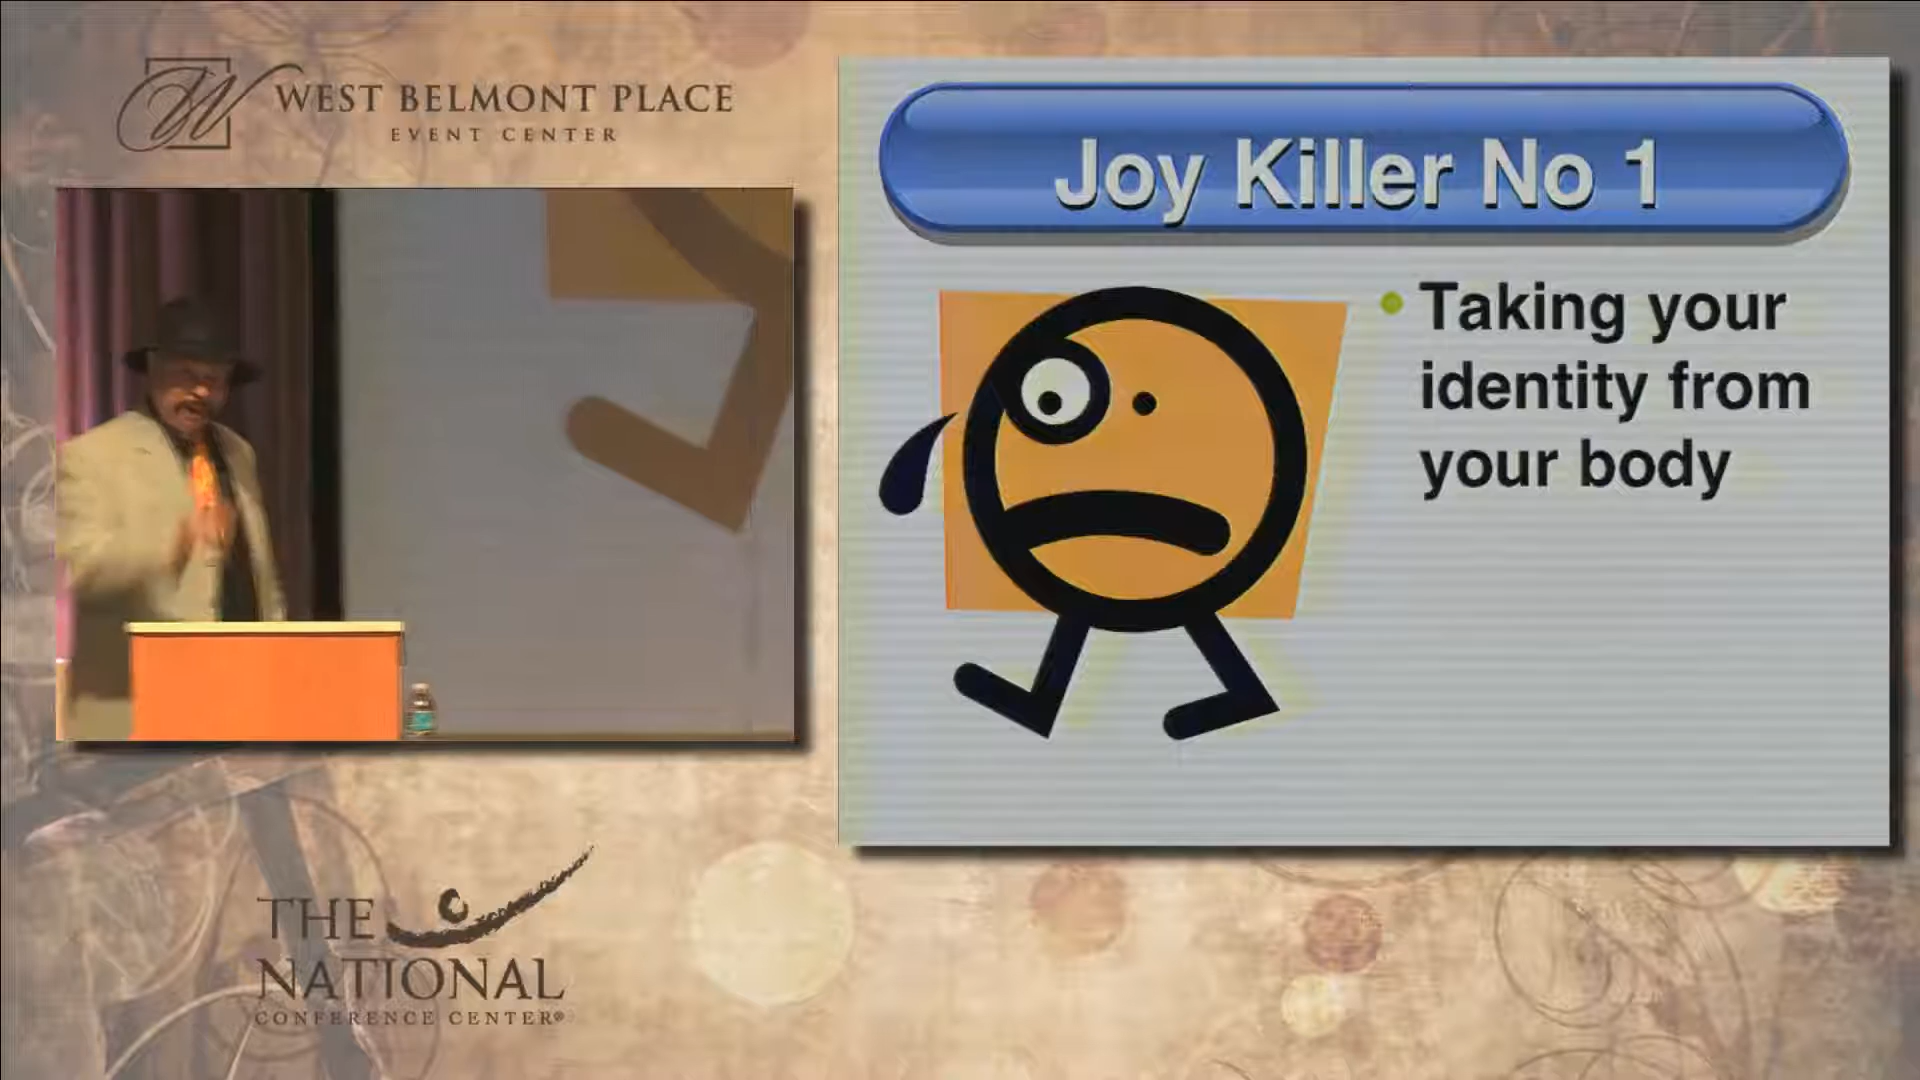 WEST BELMONT PLACE
EVENT CENTER
Joy Killer No 1
Taking your
identity from
your body
THE
NATIONAL
CONFERENCE CENTER®